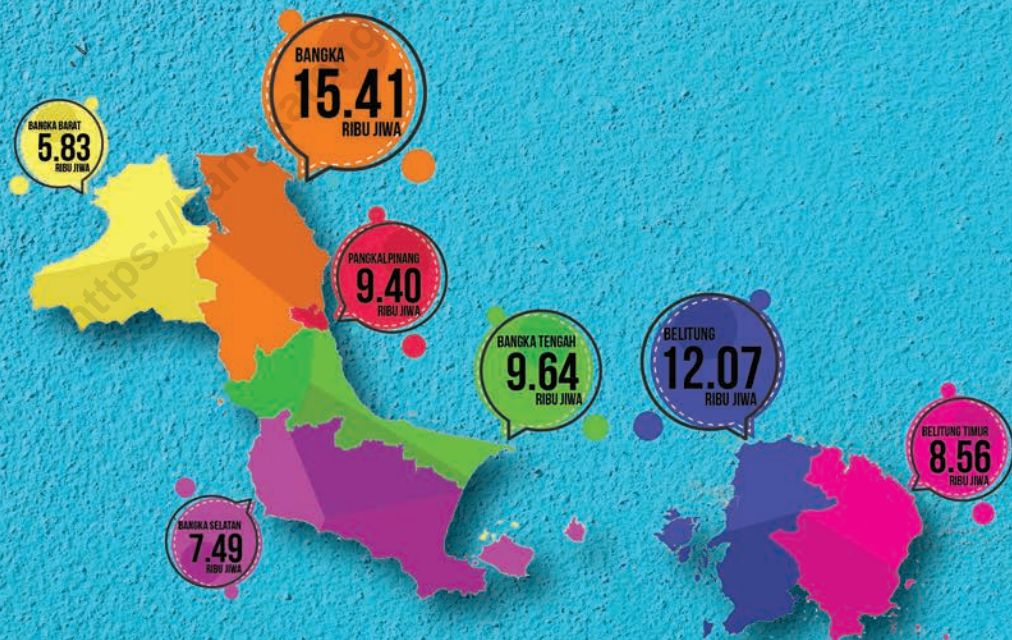 BANGKA
15.41
RIBU JIWA
BANGKA BARAT
5.83
RIBU JIWA
PANGKALPINANG
9.40
RIBU JIWA
BANGKA TENGAH
9.64
RIBU JIWA
BELITUNG
12.07
RIBU JIWA
BELITUNG TIMUR
8.56
RIBU JIWA
BANGKA SELATAN
7.49
RIBU JIWA